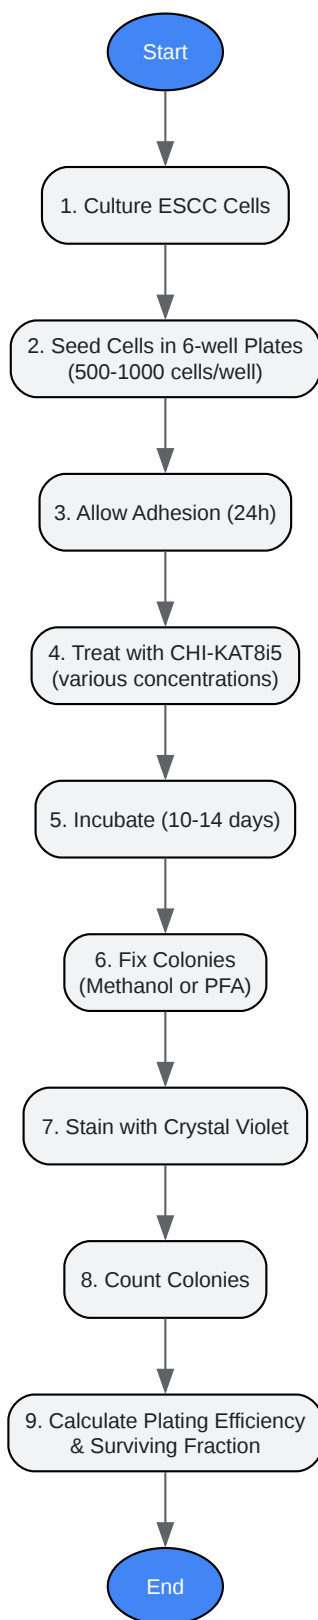 Start
1. Culture ESCC Cells
2. Seed Cells in 6-well Plates
(500-1000 cells/well)
3. Allow Adhesion (24h)
4. Treat with CHI-KAT8i5
(various concentrations)
5. Incubate (10-14 days)
6. Fix Colonies
(Methanol or PFA)
7. Stain with Crystal Violet
8. Count Colonies
9. Calculate Plating Efficiency
& Surviving Fraction
End